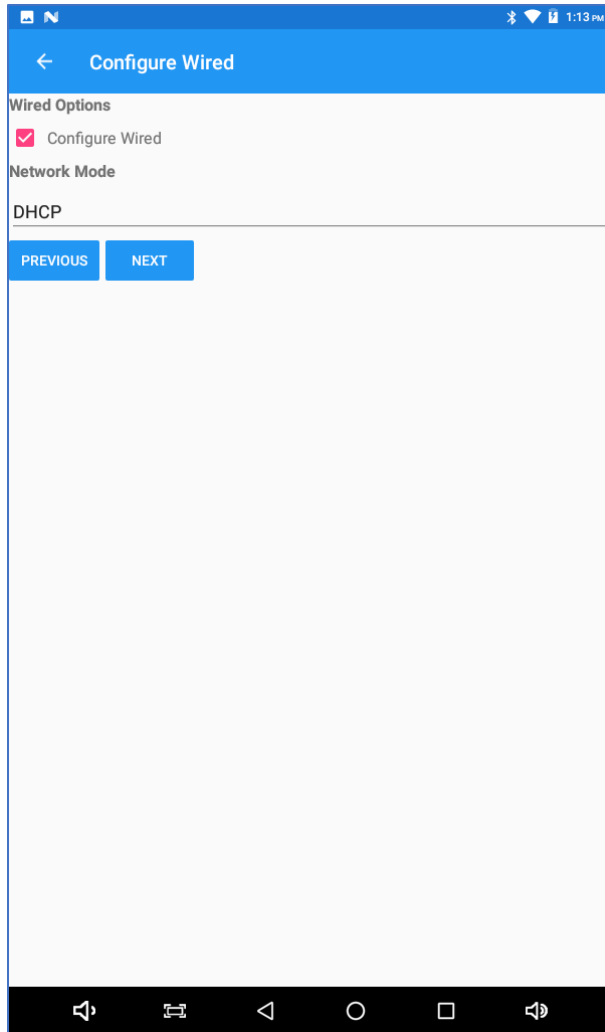 1:13 PM
Configure Wired
Wired Options
Configure Wired
Network Mode
DHCP
PREVIOUS NEXT